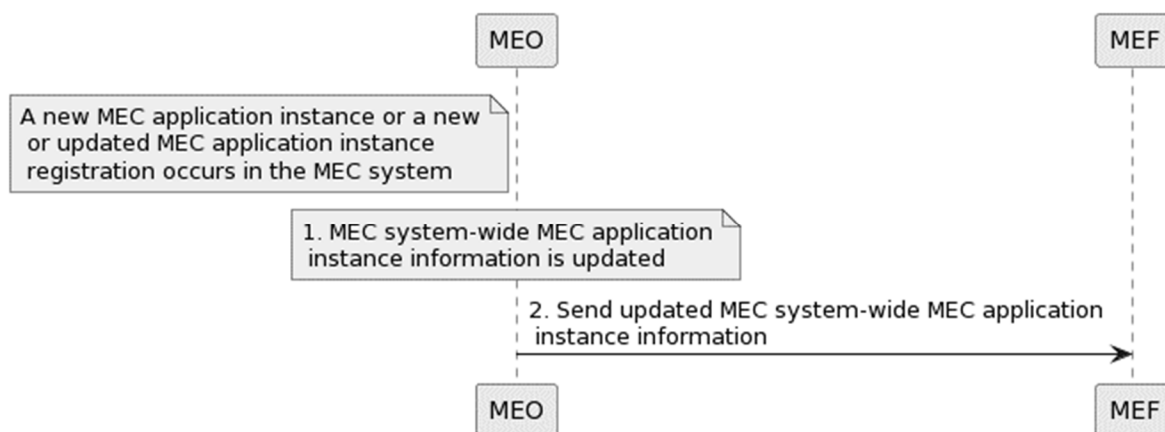 MEO
MEF
A new MEC application instance or a new
or updated MEC application instance
registration occurs in the MEC system
1. MEC system-wide MEC application
instance information is updated
2. Send updated MEC system-wide MEC application
instance information
MEO
MEF